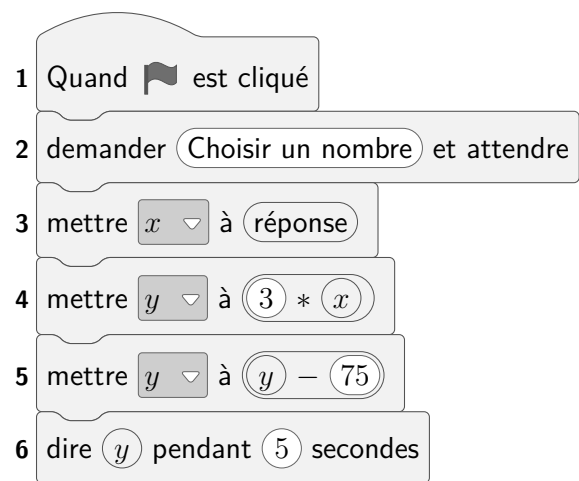 1 Quand est cliqué
2 demander Choisir un nombre et attendre
3 mettre x à réponse
4 mettre y à 3 * x
5 mettre y à y − 75
6 dire y pendant 5 secondes